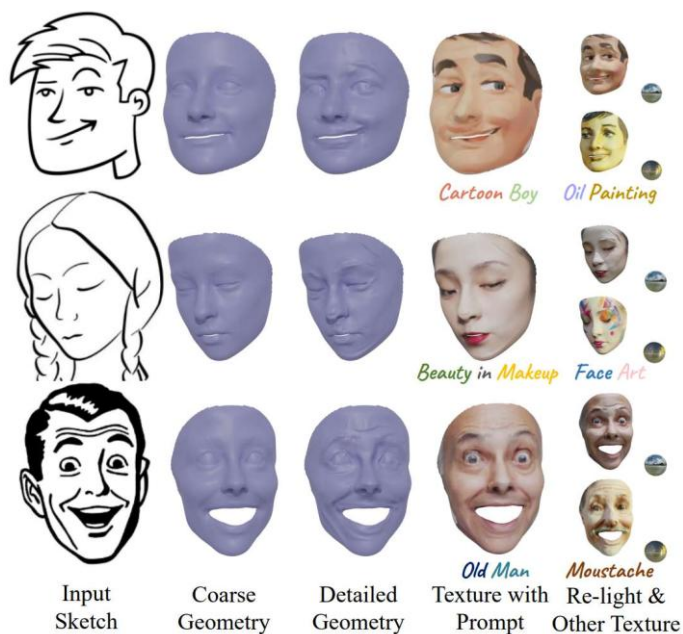 Cartoon Boy
Oil Painting
Beauty in Makeup
Face Art
Old Man
Moustache
Input
Sketch
Coarse
Geometry
Detailed
Geometry
Texture with
Prompt
Re-light &
Other Texture